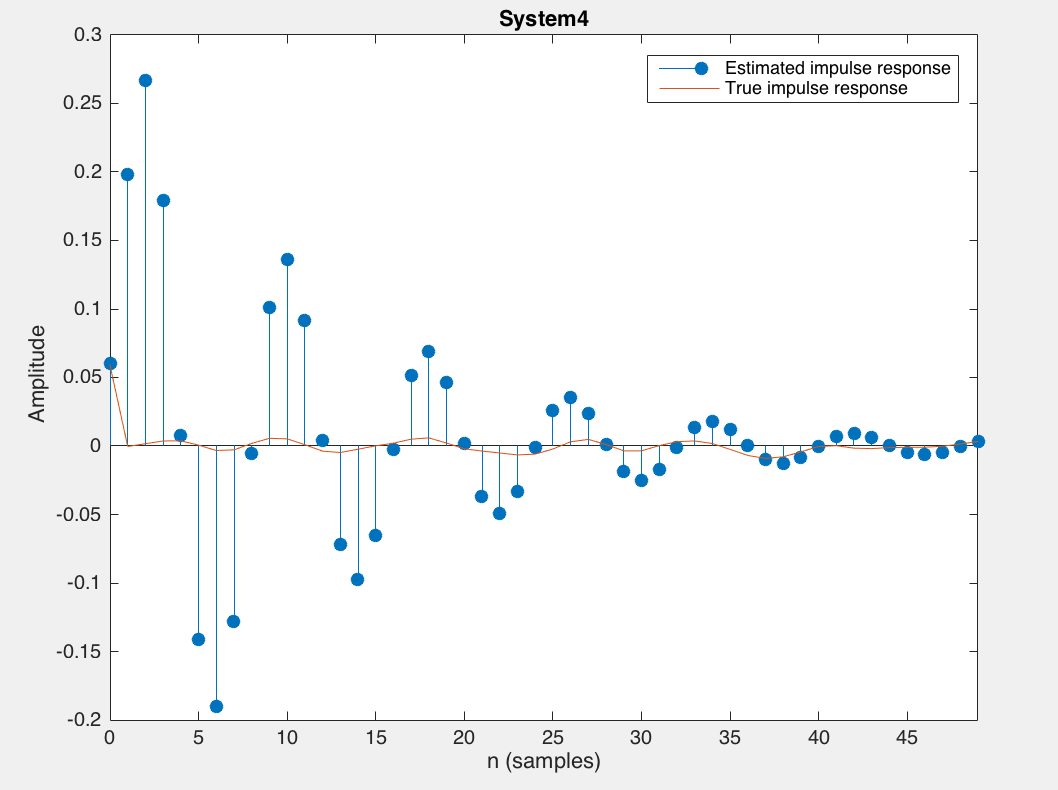 System4
0.3
0.25
0.2
0.15
0.1
0.05
0
-0.05
-0.1
-0.15
-0.2
Amplitude
Estimated impulse response
True impulse response
0 5 10 15 20 25 30 35 40 45
n (samples)